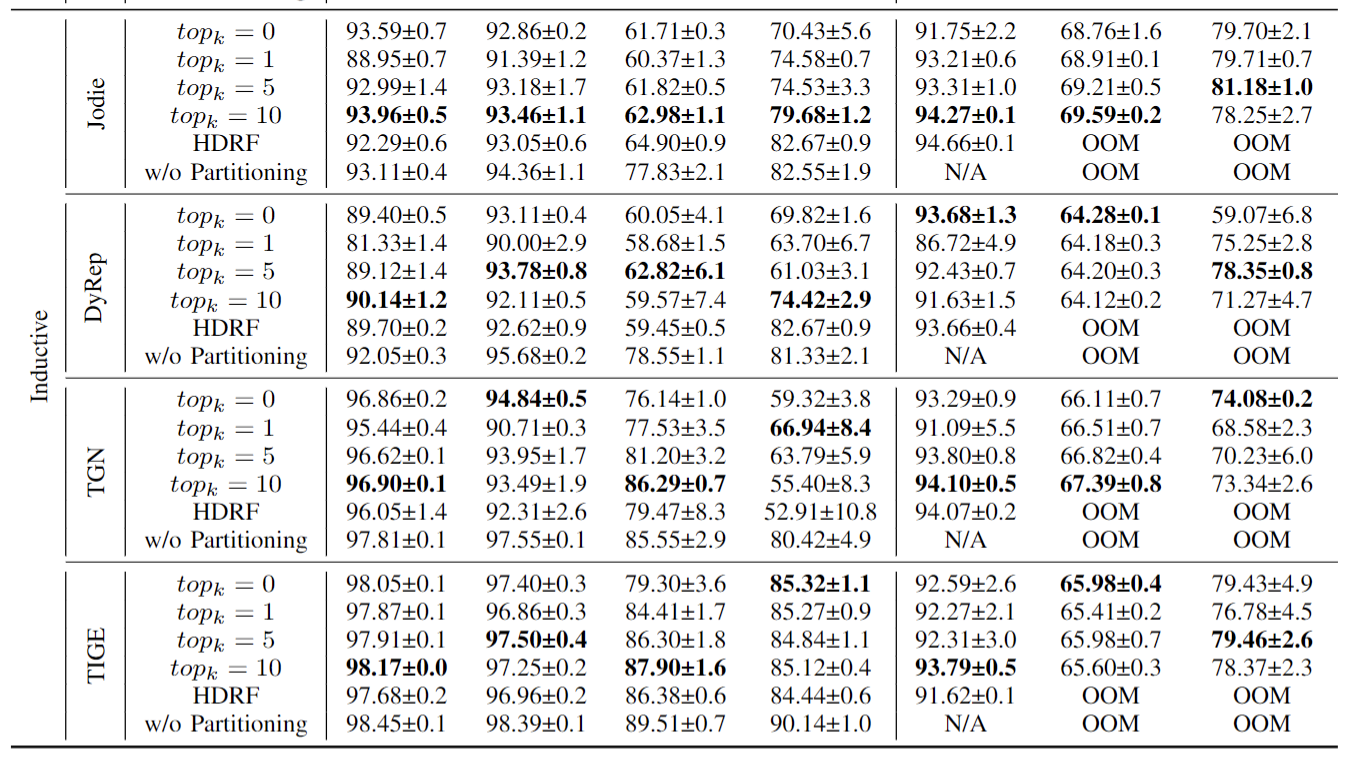 top_k = 0 93.59±0.7 92.86±0.2 61.71±0.3 70.43±5.6 91.75±2.2 68.76±1.6 79.70±2.1
top_k = 1 88.95±0.7 91.39±1.2 60.37±1.3 74.58±0.7 93.21±0.6 68.91±0.1 79.71±0.7
top_k = 5 92.99±1.4 93.18±1.7 61.82±0.5 74.53±3.3 93.31±1.0 69.21±0.5 81.18±1.0
Jodie
top_k = 10 93.96±0.5 93.46±1.1 62.98±1.1 79.68±1.2 94.27±0.1 69.59±0.2 78.25±2.7
HDRF 92.29±0.6 93.05±0.6 64.90±0.9 82.67±0.9 94.66±0.1 OOM OOM
w/o Partitioning 93.11±0.4 94.36±1.1 77.83±2.1 82.55±1.9 N/A OOM OOM
top_k = 0 89.40±0.5 93.11±0.4 60.05±4.1 69.82±1.6 93.68±1.3 64.28±0.1 59.07±6.8
top_k = 1 81.33±1.4 90.00±2.9 58.68±1.5 63.70±6.7 86.72±4.9 64.18±0.3 75.25±2.8
top_k = 5 89.12±1.4 93.78±0.8 62.82±6.1 61.03±3.1 92.43±0.7 64.20±0.3 78.35±0.8
DyRep
top_k = 10 90.14±1.2 92.11±0.5 59.57±7.4 74.42±2.9 91.63±1.5 64.12±0.2 71.27±4.7
HDRF 89.70±0.2 92.62±0.9 59.45±0.5 82.67±0.9 93.66±0.4 OOM OOM
w/o Partitioning 92.05±0.3 95.68±0.2 78.55±1.1 81.33±2.1 N/A OOM OOM
Inductive
top_k = 0 96.86±0.2 94.84±0.5 76.14±1.0 59.32±3.8 93.29±0.9 66.11±0.7 74.08±0.2
top_k = 1 95.44±0.4 90.71±0.3 77.53±3.5 66.94±8.4 91.09±5.5 66.51±0.7 68.58±2.3
top_k = 5 96.62±0.1 93.95±1.7 81.20±3.2 63.79±5.9 93.80±0.8 66.82±0.4 70.23±6.0
TGN
top_k = 10 96.90±0.1 93.49±1.9 86.29±0.7 55.40±8.3 94.10±0.5 67.39±0.8 73.34±2.6
HDRF 96.05±1.4 92.31±2.6 79.47±8.3 52.91±10.8 94.07±0.2 OOM OOM
w/o Partitioning 97.81±0.1 97.55±0.1 85.55±2.9 80.42±4.9 N/A OOM OOM
top_k = 0 98.05±0.1 97.40±0.3 79.30±3.6 85.32±1.1 92.59±2.6 65.98±0.4 79.43±4.9
top_k = 1 97.87±0.1 96.86±0.3 84.41±1.7 85.27±0.9 92.27±2.1 65.41±0.2 76.78±4.5
top_k = 5 97.91±0.1 97.50±0.4 86.30±1.8 84.84±1.1 92.31±3.0 65.98±0.7 79.46±2.6
TIGE
top_k = 10 98.17±0.0 97.25±0.2 87.90±1.6 85.12±0.4 93.79±0.5 65.60±0.3 78.37±2.3
HDRF 97.68±0.2 96.96±0.2 86.38±0.6 84.44±0.6 91.62±0.1 OOM OOM
w/o Partitioning 98.45±0.1 98.39±0.1 89.51±0.7 90.14±1.0 N/A OOM OOM